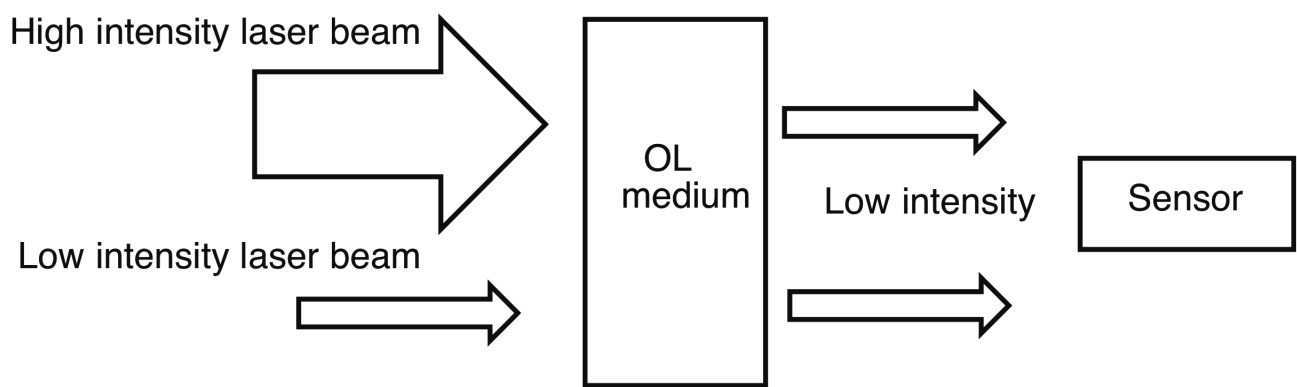 High intensity laser beam
OL
medium
Low intensity
Sensor
Low intensity laser beam